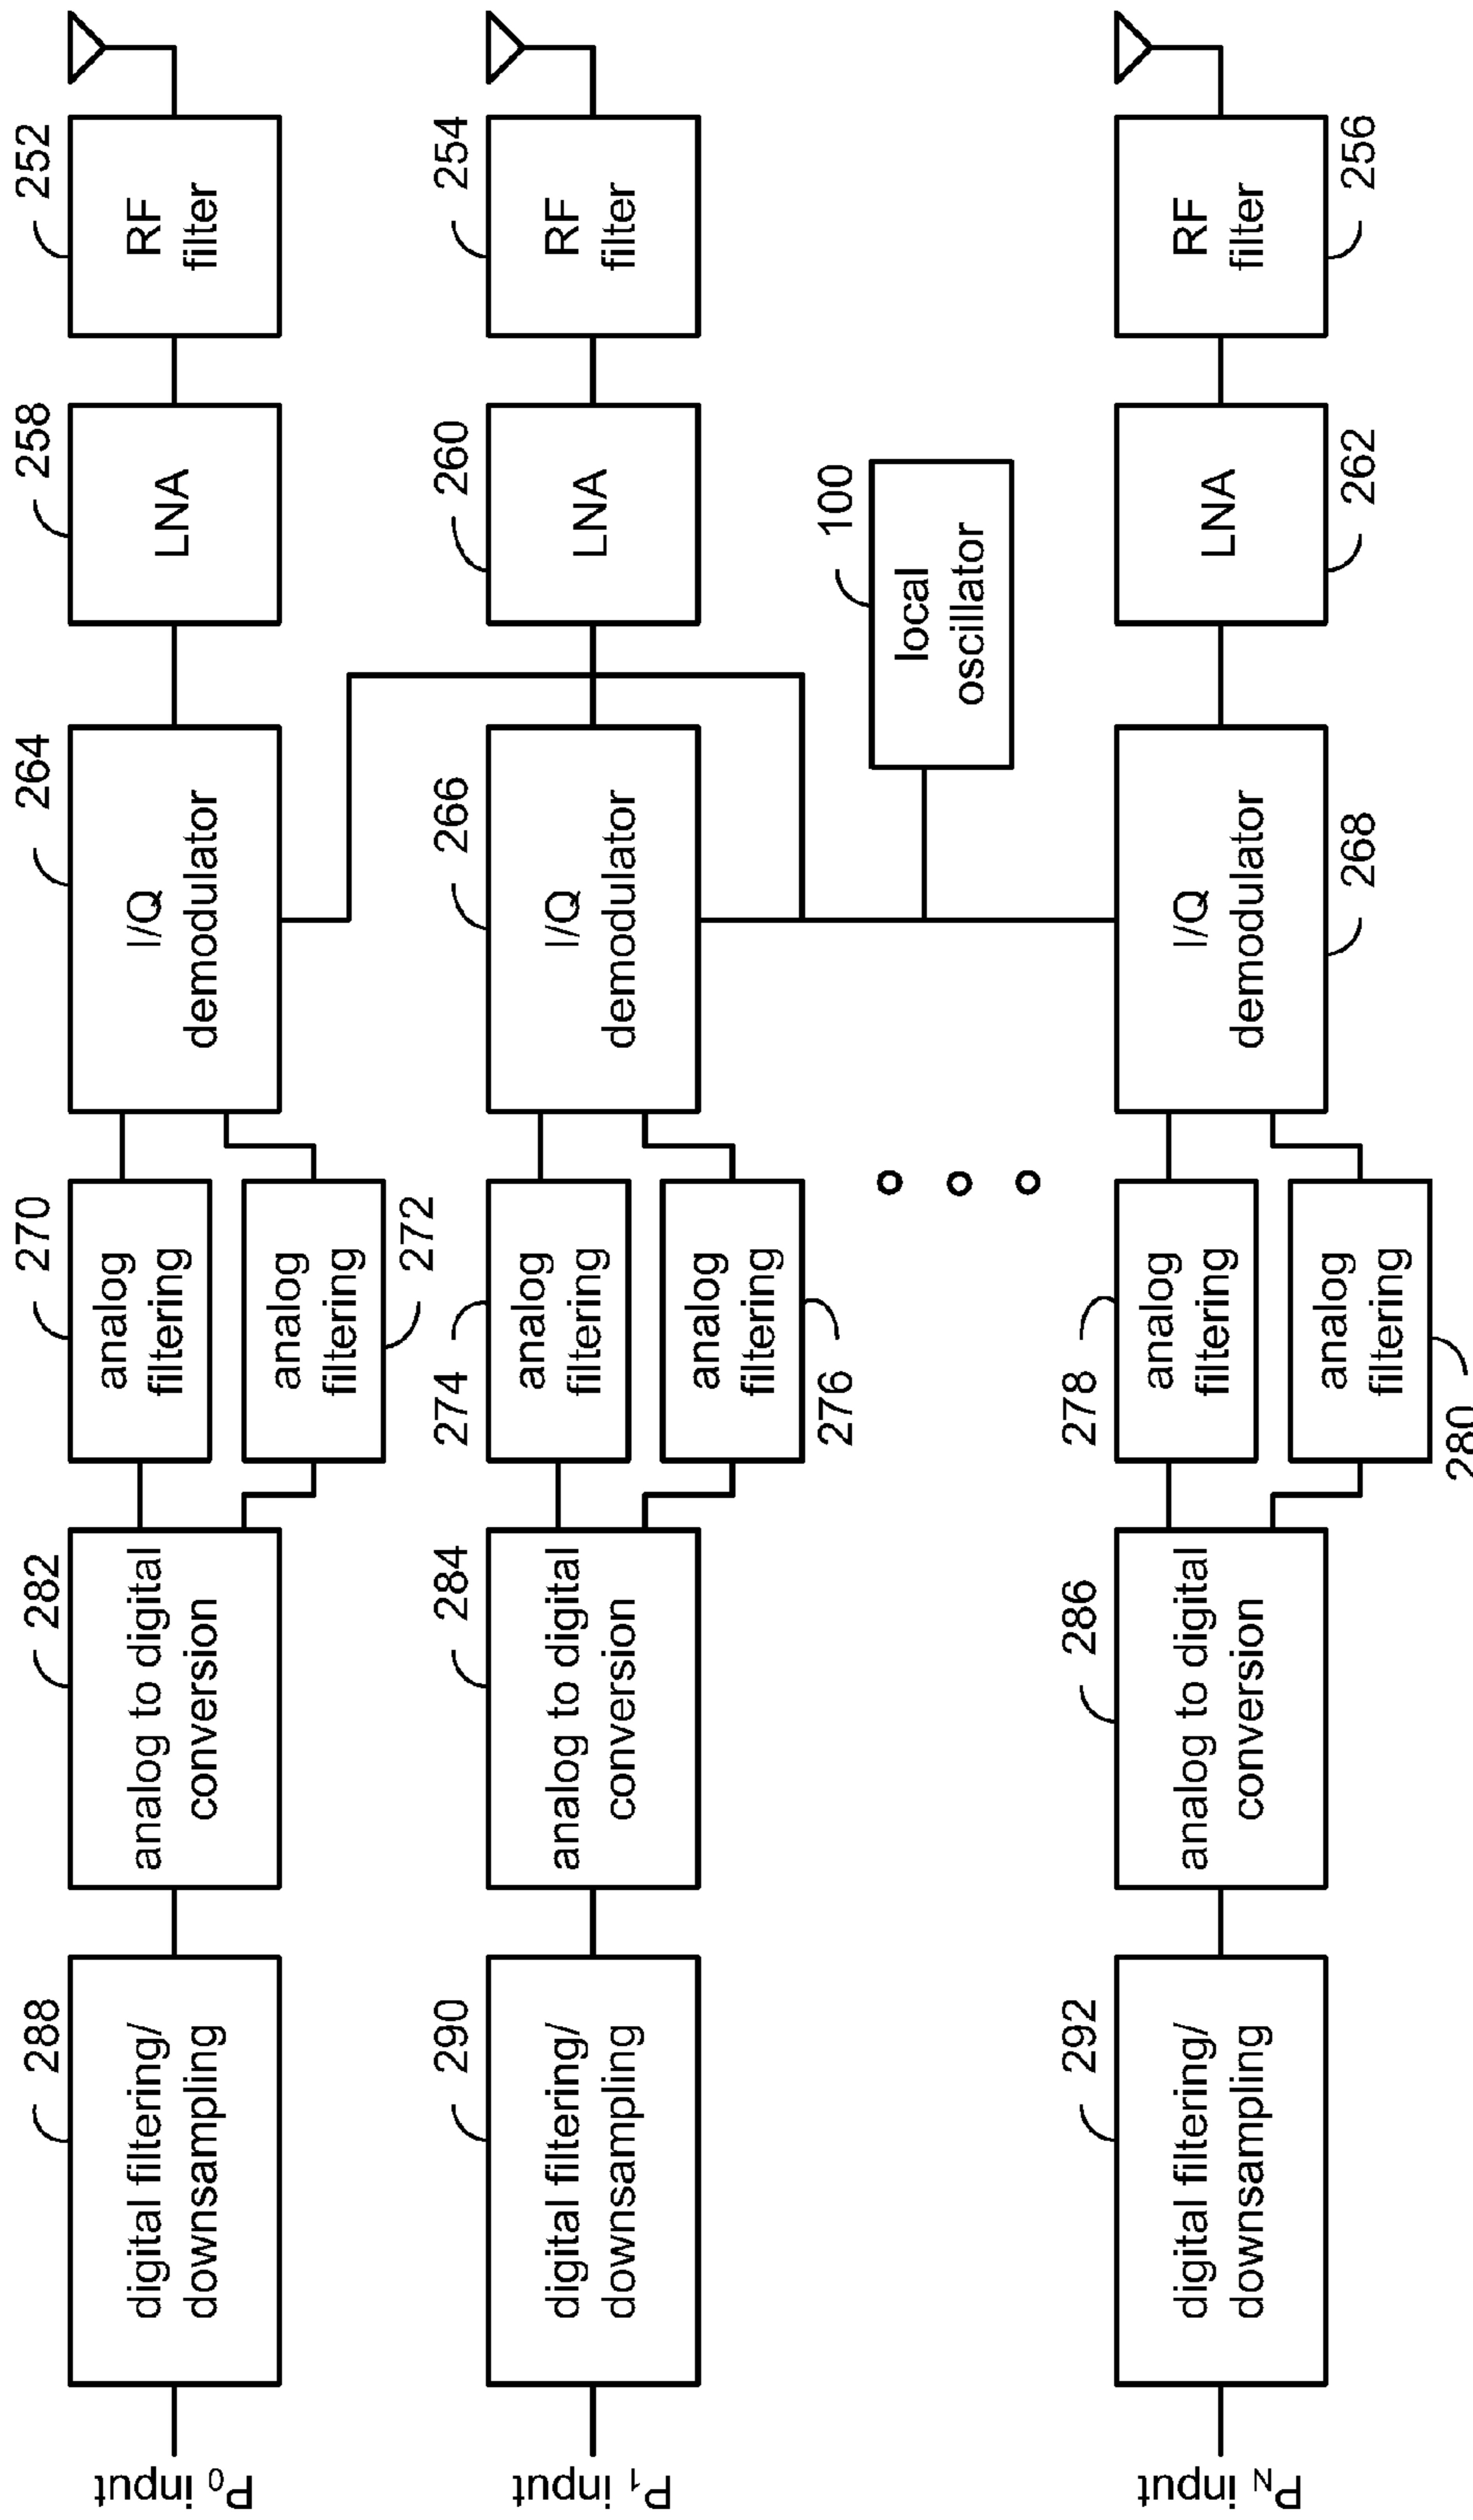 P0 input
288
digital filtering/
downsampling
282
analog to digital
conversion
270
analog
filtering
analog
filtering
272
264
I/Q
demodulator
258
LNA
252
RF
filter
P1 input
290
digital filtering/
downsampling
284
analog to digital
conversion
274
analog
filtering
analog
filtering
276
266
I/Q
demodulator
260
LNA
254
RF
filter
100
local
oscillator
PN input
292
digital filtering/
downsampling
286
analog to digital
conversion
278
analog
filtering
analog
filtering
280
I/Q
demodulator
268
LNA
262
RF
filter
256